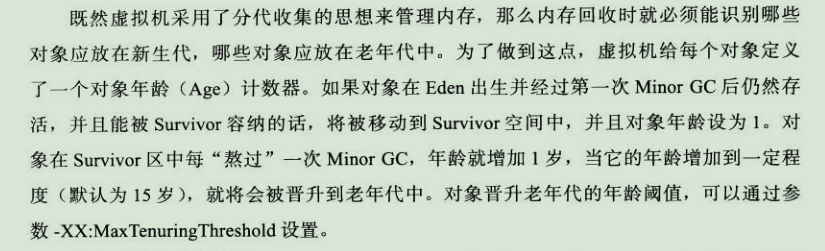 既然虚拟机采用了分代收集的思想来管理内存，那么内存回收时就必须能识别哪些
对象应放在新生代，哪些对象应放在老年代中。为了做到这点，虚拟机给每个对象定义
了一个对象年龄（Age）计数器。如果对象在 Eden 出生并经过第一次 Minor GC 后仍然存
活，并且能被 Survivor 容纳的话，将被移动到 Survivor 空间中，并且对象年龄设为 1。对
象在 Survivor 区中每“熬过”一次 Minor GC，年龄就增加 1 岁，当它的年龄增加到一定程
度（默认为 15 岁），就将会被晋升到老年代中。对象晋升老年代的年龄阈值，可以通过参
数 -XX:MaxTenuringThreshold 设置。